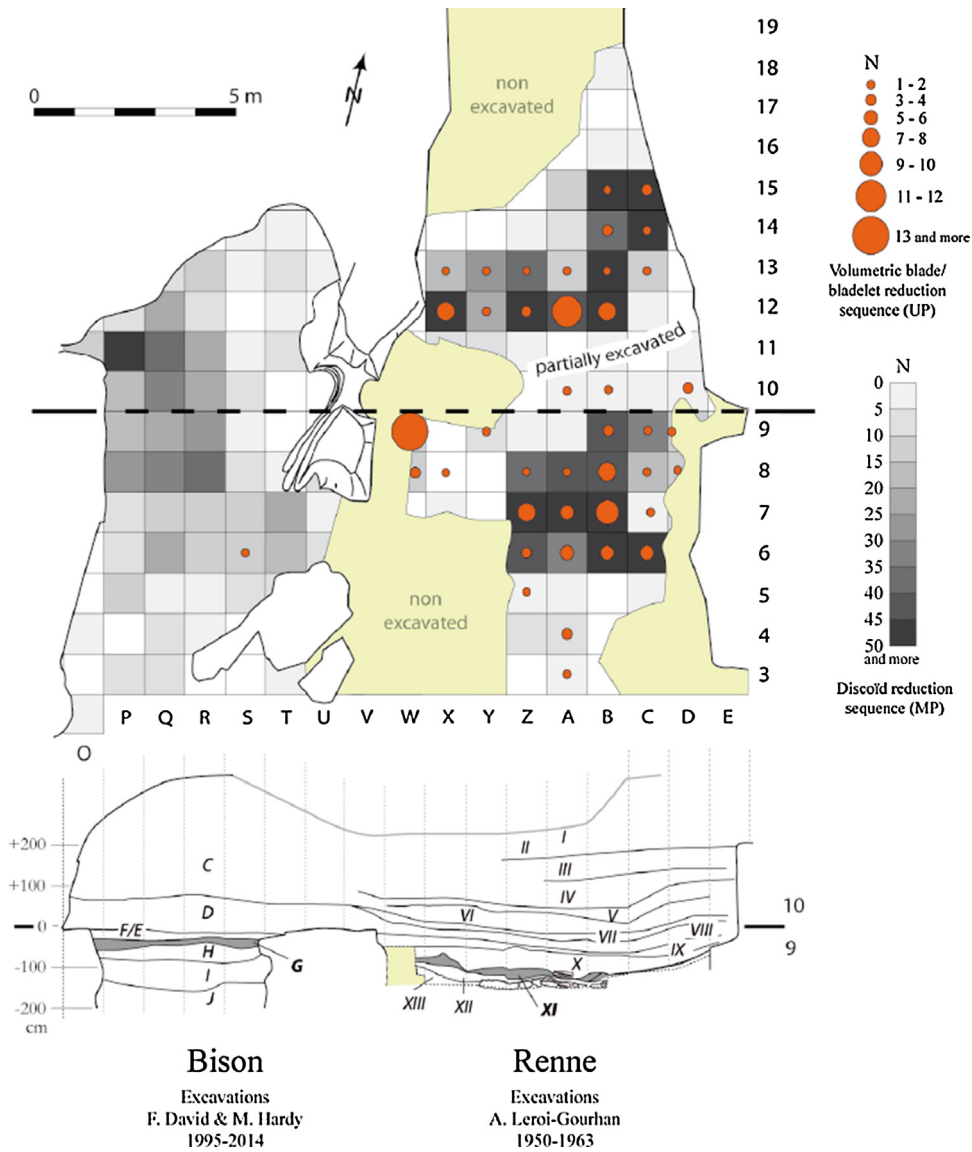 19
18
17
16
15
14
13
12
11
10
9
8
7
6
5
4
3
0 5 m
N
non
excavated
partially excavated
non
excavated
P Q R S T U V W X Y Z A B C D E
O
N
1 - 2
3 - 4
5 - 6
7 - 8
9 - 10
11 - 12
13 and more
Volumetric blade/
bladelet reduction
sequence (UP)
N
0
5
10
15
20
25
30
35
40
45
50
and more
Discoïd reduction
sequence (MP)
+200
+100
0
-100
-200
cm
C
D
F/E
H
I
J
G
I
II
III
IV
V
VI
VII
VIII
IX
X
XIII
XII
XI
10
9
Bison
Excavations
F. David & M. Hardy
1995-2014
Renne
Excavations
A. Leroi-Gourhan
1950-1963